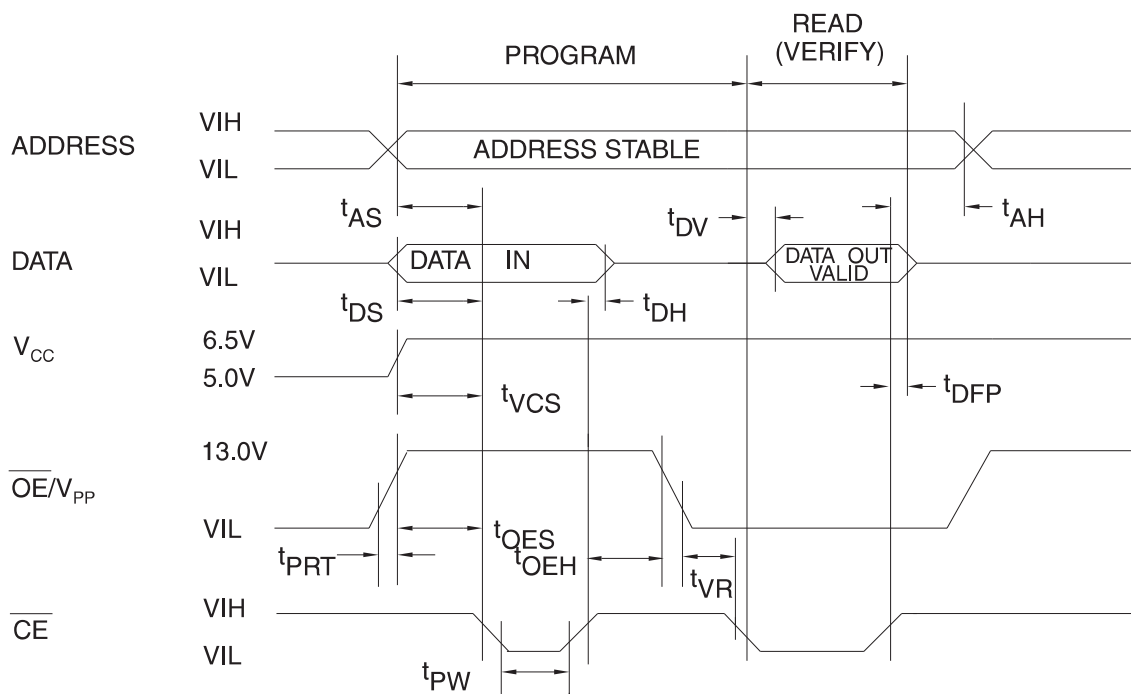 READ
(VERIFY)
PROGRAM
ADDRESS
VIH
VIL
ADDRESS STABLE
tAS
tDV
tAH
DATA
VIH
VIL
DATA IN
DATA OUT
VALID
tDS
tDH
VCC
6.5V
5.0V
tVCS
tDFP
OE/VPP
13.0V
VIL
tPRT
tOES
tOEH
tVR
CE
VIH
VIL
tPW